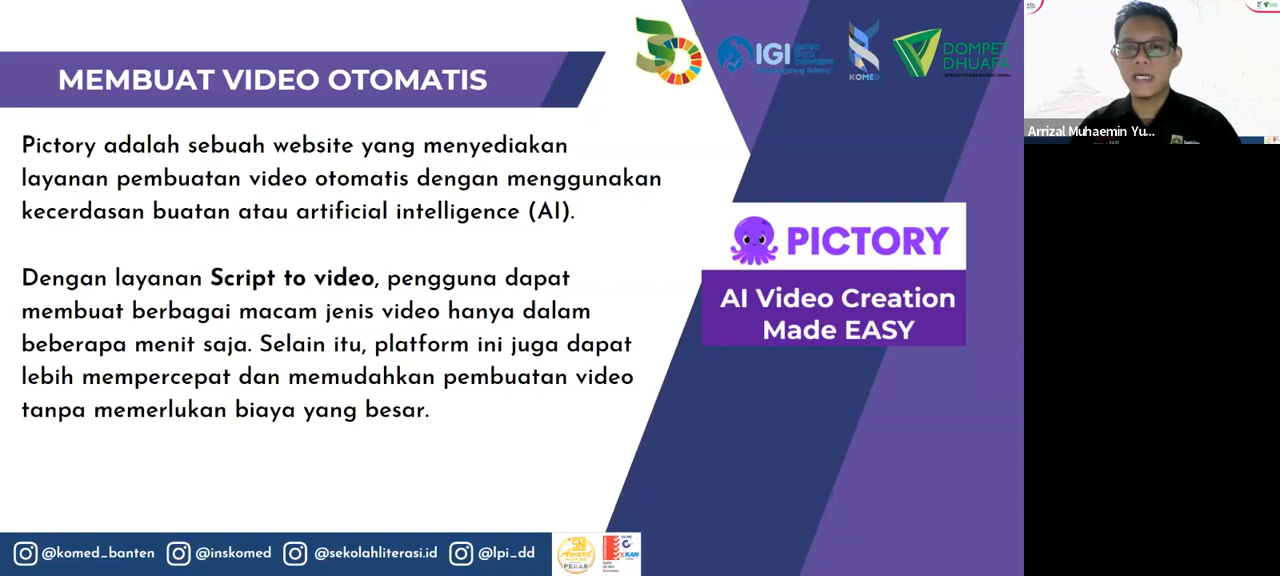 MEMBUAT VIDEO OTOMATIS
Pictory adalah sebuah website yang menyediakan
layanan pembuatan video otomatis dengan menggunakan
kecerdasan buatan atau artificial intelligence (AI).
Dengan layanan Script to video, pengguna dapat
membuat berbagai macam jenis video hanya dalam
beberapa menit saja. Selain itu, platform ini juga dapat
lebih mempercepat dan memudahkan pembuatan video
tanpa memerlukan biaya yang besar.
IGI
KOMED
DOMPET
DHUAFA
PICTORY
AI Video Creation
Made EASY
Arrizal Muhaemin Yu...
@komed_banten
@inskomed
@sekolahliterasi.id
@lpi_dd
PERAK
KAN